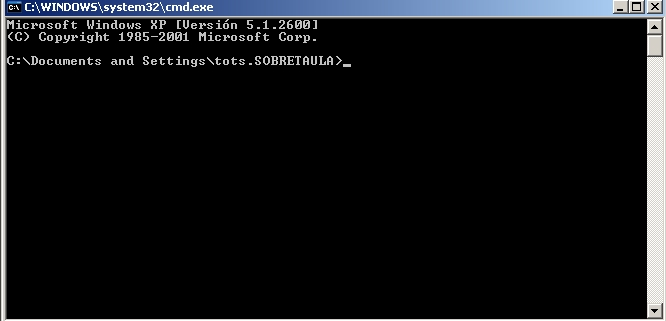 C:\WINDOWS\system32\cmd.exe
Microsoft Windows XP [Versión 5.1.2600]
(C) Copyright 1985-2001 Microsoft Corp.
C:\Documents and Settings\tots.SOBRETAULA>_